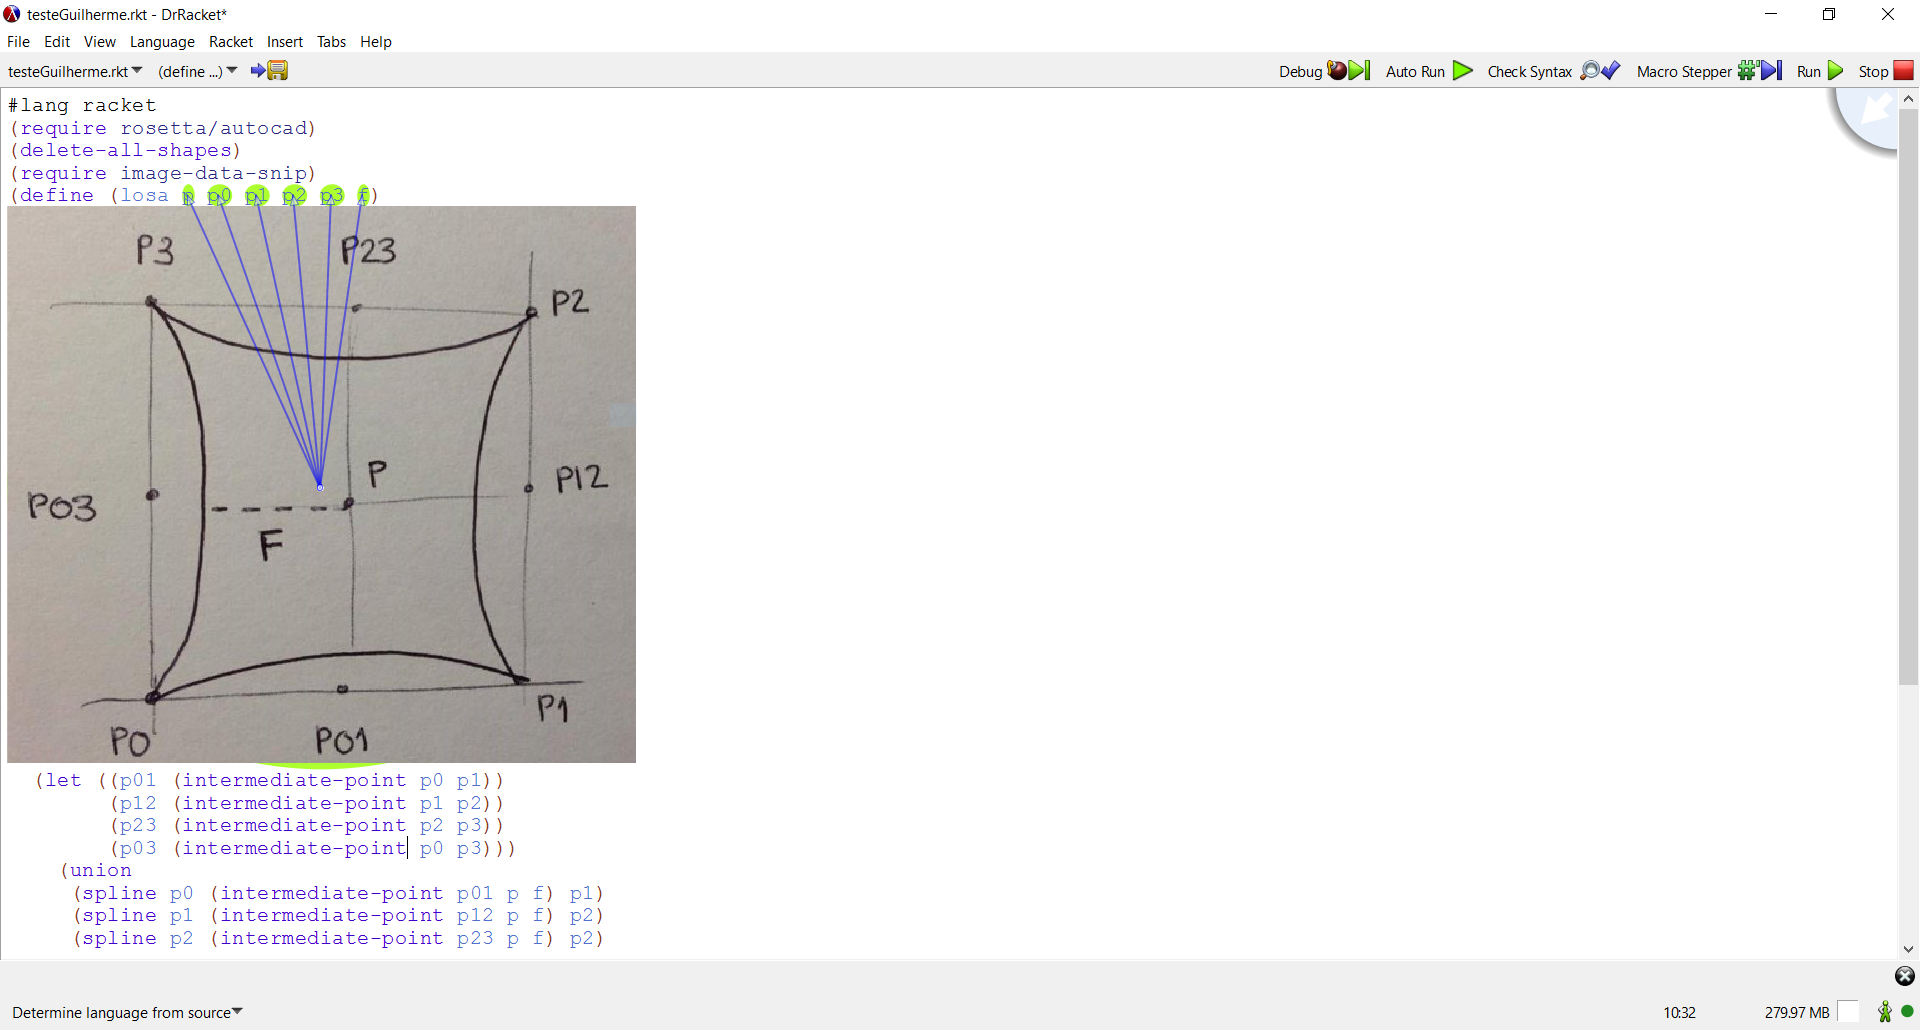 testeGuilherme.rkt - DrRacket*
File Edit View Language Racket Insert Tabs Help
testeGuilherme.rkt (define ...) Debug Auto Run Check Syntax Macro Stepper Run Stop
#lang racket
(require rosetta/autocad)
(delete-all-shapes)
(require image-data-snip)
(define (losa p p0 p1 p2 p3 f)
P3 P23
P2
P
P12
P03
F
P1
P0 P01
(let ((p01 (intermediate-point p0 p1))
(p12 (intermediate-point p1 p2))
(p23 (intermediate-point p2 p3))
(p03 (intermediate-point p0 p3)))
(union
(spline p0 (intermediate-point p01 p f) p1)
(spline p1 (intermediate-point p12 p f) p2)
(spline p2 (intermediate-point p23 p f) p2)
Determine language from source 10:32 279.97 MB